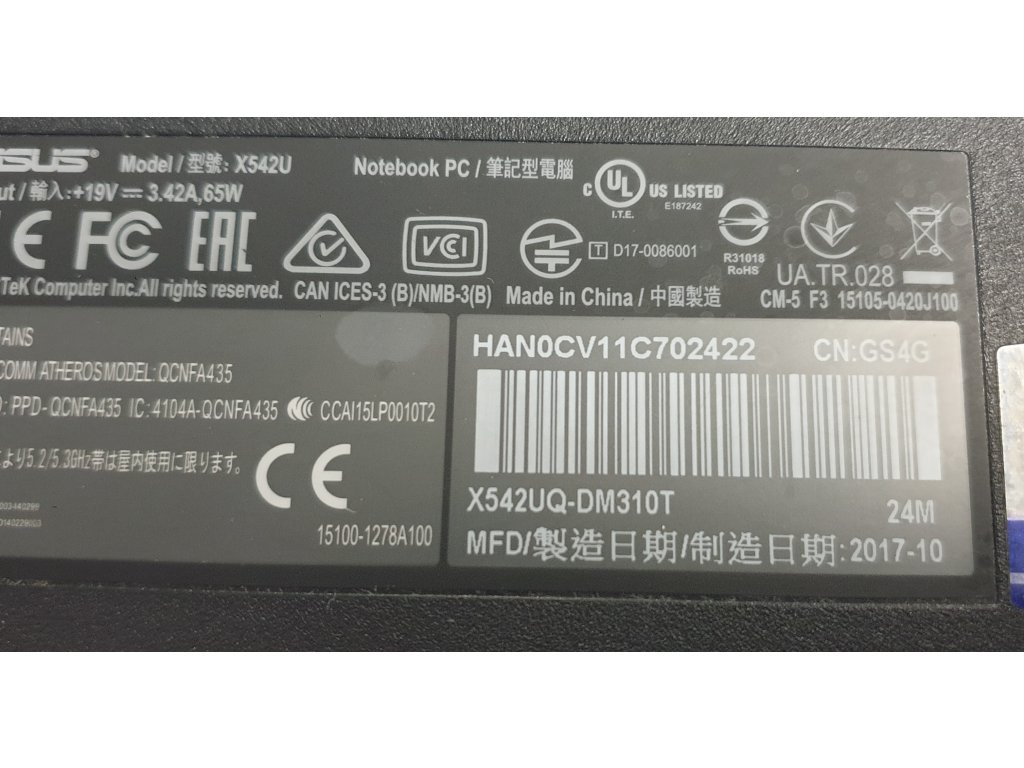 ASUS® Model / 型號: X542U Notebook PC / 筆記型電腦
/ 輸入:+19V ⎓ 3.42A,65W
C UL US LISTED
I.T.E. E187242
CE FC EAC VCCI T D17-0086001 R31018 RoHS UA.TR.028
TeK Computer Inc.All rights reserved. CAN ICES-3 (B)/NMB-3(B) Made in China / 中國製造 CM-5 F3 15105-0420J100
COMM ATHEROS MODEL: QCNFA435
PPD-QCNFA435 IC: 4104A-QCNFA435 CCAI15LP0010T2
より5.2/5.3GHz帯は屋内使用に限ります。
CE
15100-1278A100
HAN0CV11C702422 CN:GS4G
X542UQ-DM310T 24M
MFD/製造日期/制造日期:2017-10